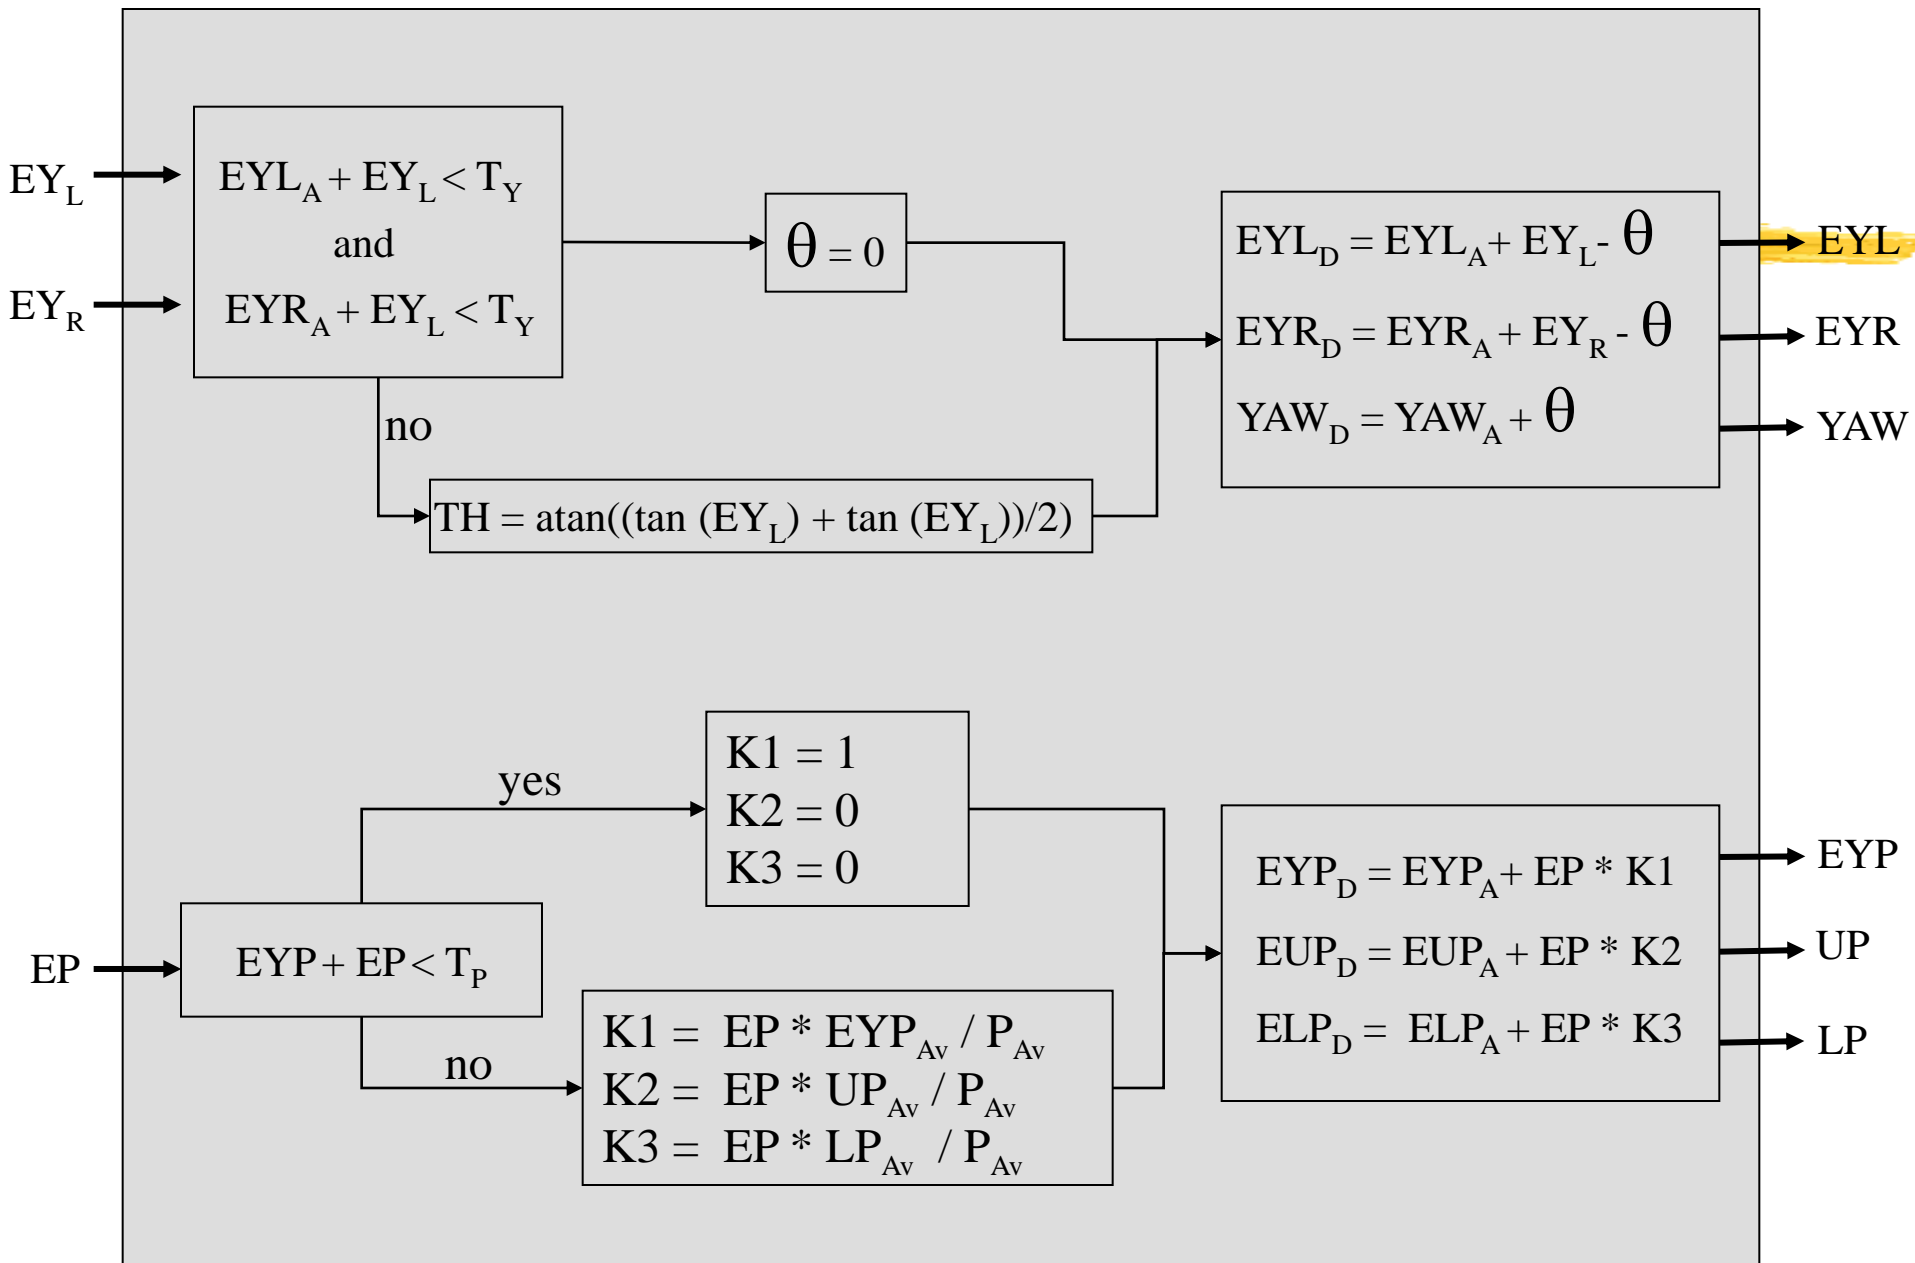 EY_L
EY_R
EYL_A + EY_L < T_Y
and
EYR_A + EY_L < T_Y
θ = 0
no
TH = atan((tan (EY_L) + tan (EY_L))/2)
EYL_D = EYL_A + EY_L - θ
EYR_D = EYR_A + EY_R - θ
YAW_D = YAW_A + θ
EYL
EYR
YAW
EP
EYP + EP < T_P
yes
K1 = 1
K2 = 0
K3 = 0
no
K1 = EP * EYP_Av / P_Av
K2 = EP * UP_Av / P_Av
K3 = EP * LP_Av / P_Av
EYP_D = EYP_A + EP * K1
EUP_D = EUP_A + EP * K2
ELP_D = ELP_A + EP * K3
EYP
UP
LP